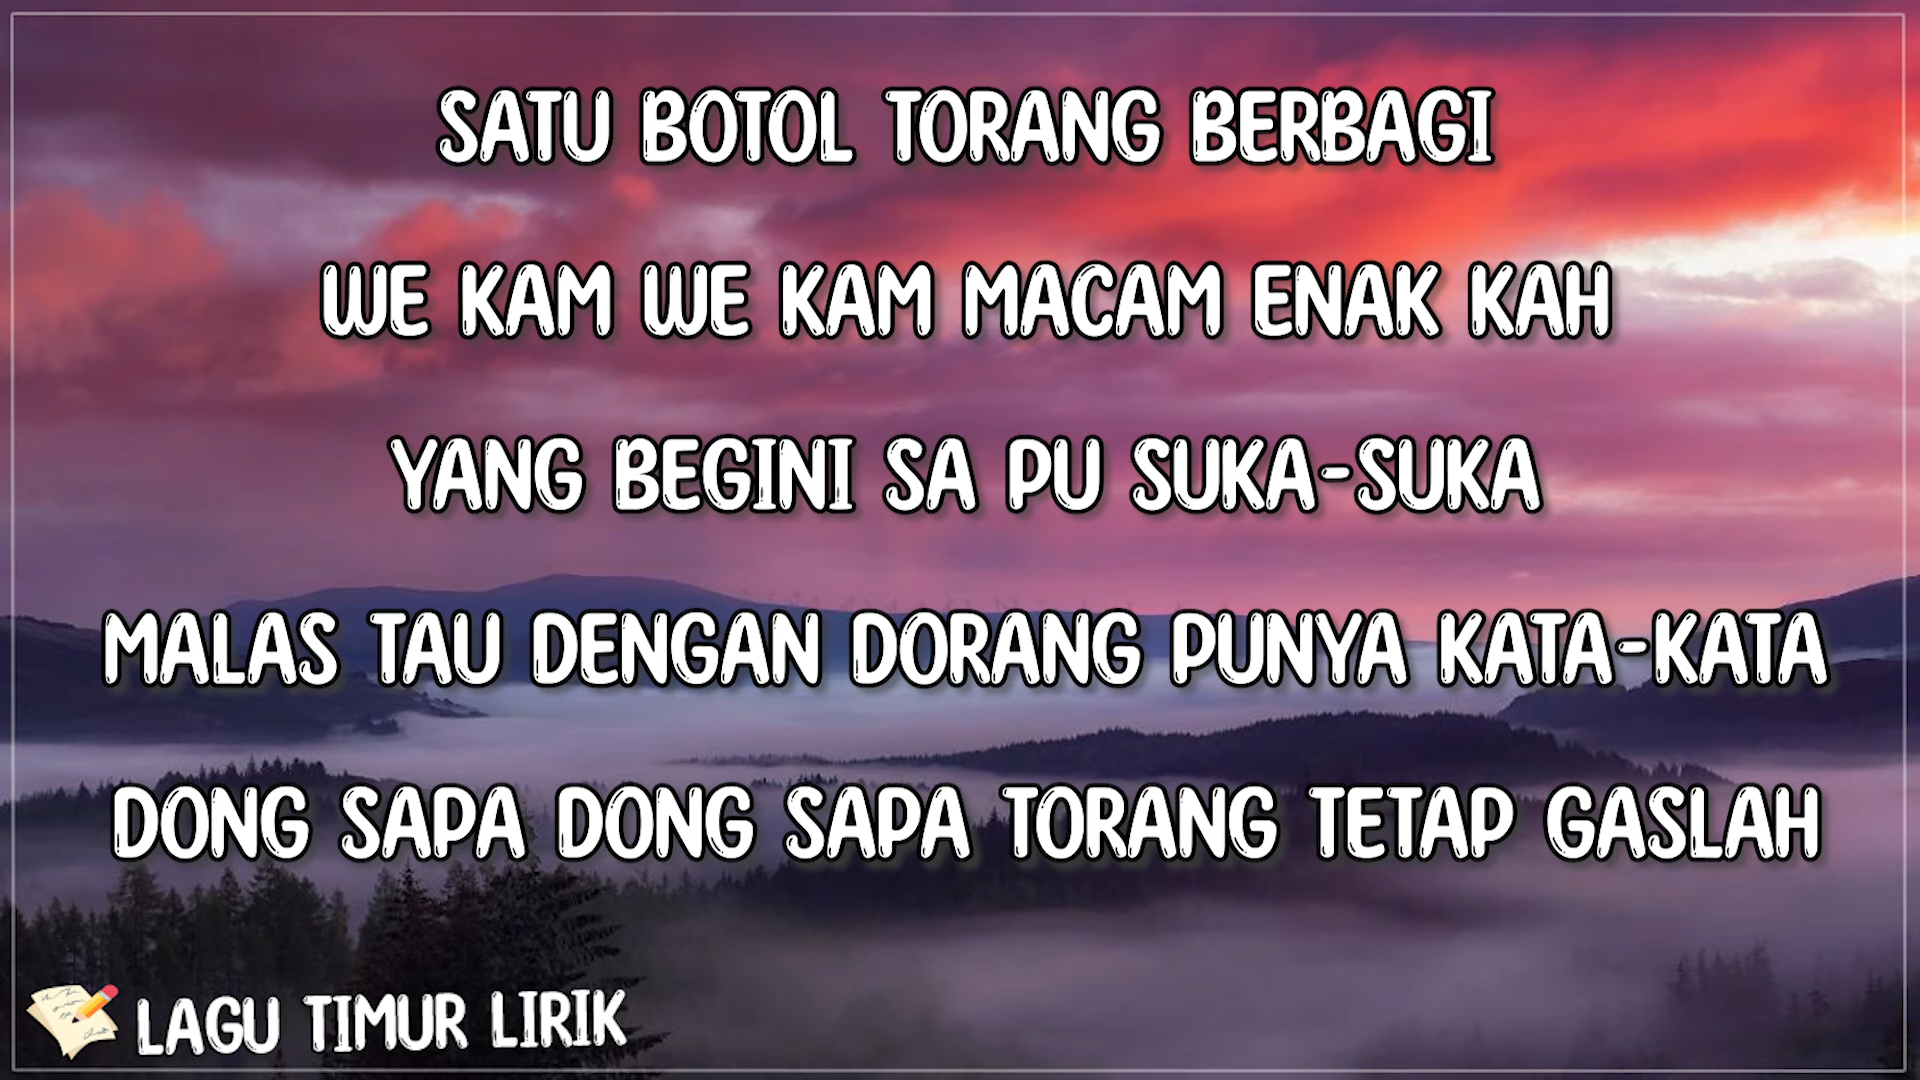 SATU BOTOL TORANG BERBAGI
WE KAM WE KAM MACAM ENAK KAH
YANG BEGINI SA PU SUKA-SUKA
MALAS TAU DENGAN DORANG PUNYA KATA-KATA
DONG SAPA DONG SAPA TORANG TETAP GASLAH
LAGU TIMUR LIRIK